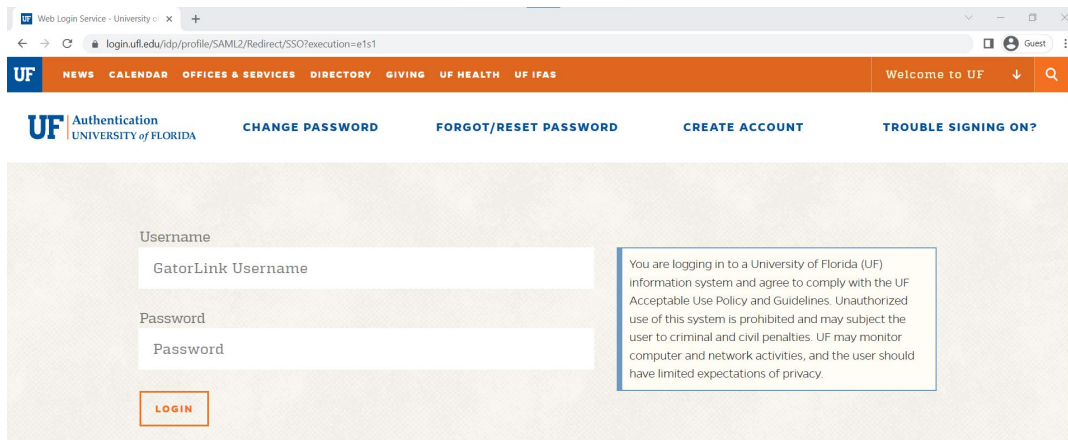 UF Web Login Service - University of
login.ufl.edu/idp/profile/SAML2/Redirect/SSO?execution=e1s1 Guest
UF NEWS CALENDAR OFFICES & SERVICES DIRECTORY GIVING UF HEALTH UF IFAS Welcome to UF
UF Authentication
UNIVERSITY of FLORIDA
CHANGE PASSWORD FORGOT/RESET PASSWORD CREATE ACCOUNT TROUBLE SIGNING ON?
Username
GatorLink Username
Password
Password
LOGIN
You are logging in to a University of Florida (UF)
information system and agree to comply with the UF
Acceptable Use Policy and Guidelines. Unauthorized
use of this system is prohibited and may subject the
user to criminal and civil penalties. UF may monitor
computer and network activities, and the user should
have limited expectations of privacy.